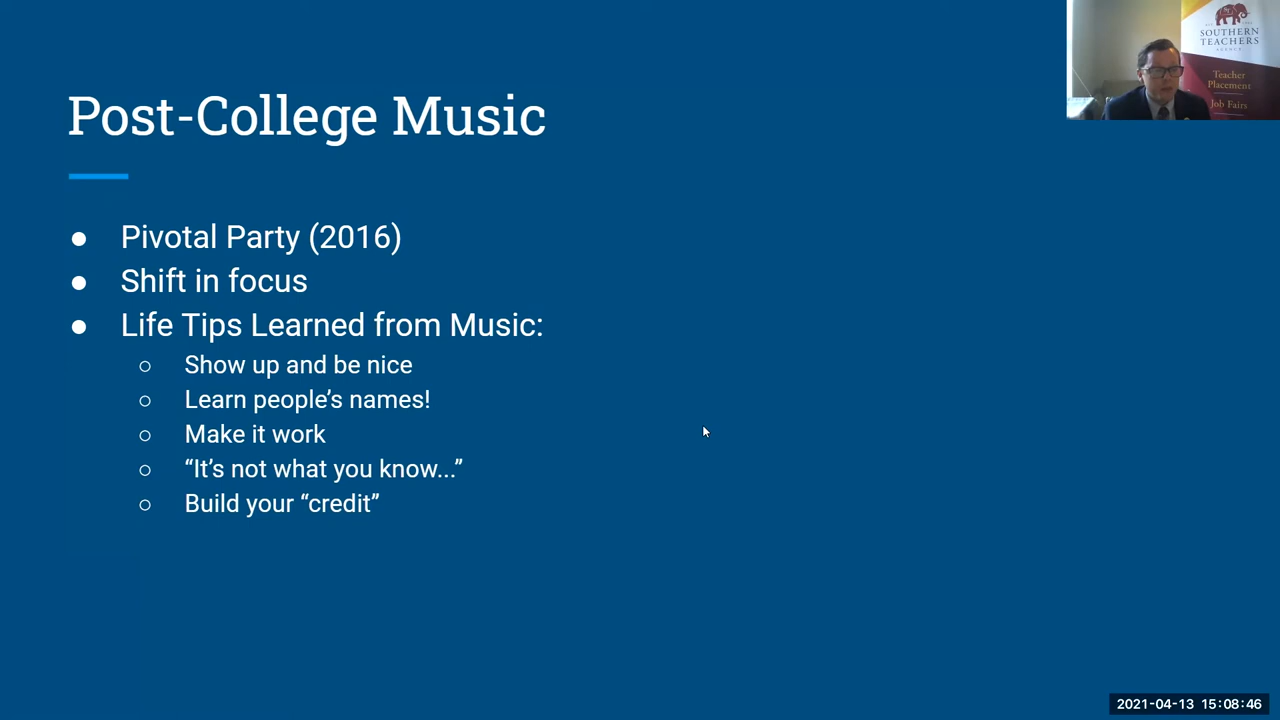 Post-College Music
● Pivotal Party (2016)
● Shift in focus
● Life Tips Learned from Music:
○ Show up and be nice
○ Learn people’s names!
○ Make it work
○ “It’s not what you know...”
○ Build your “credit”
SOUTHERN
TEACHERS
AGENCY
Teacher
Placement
Job Fairs
2021-04-13 15:08:46